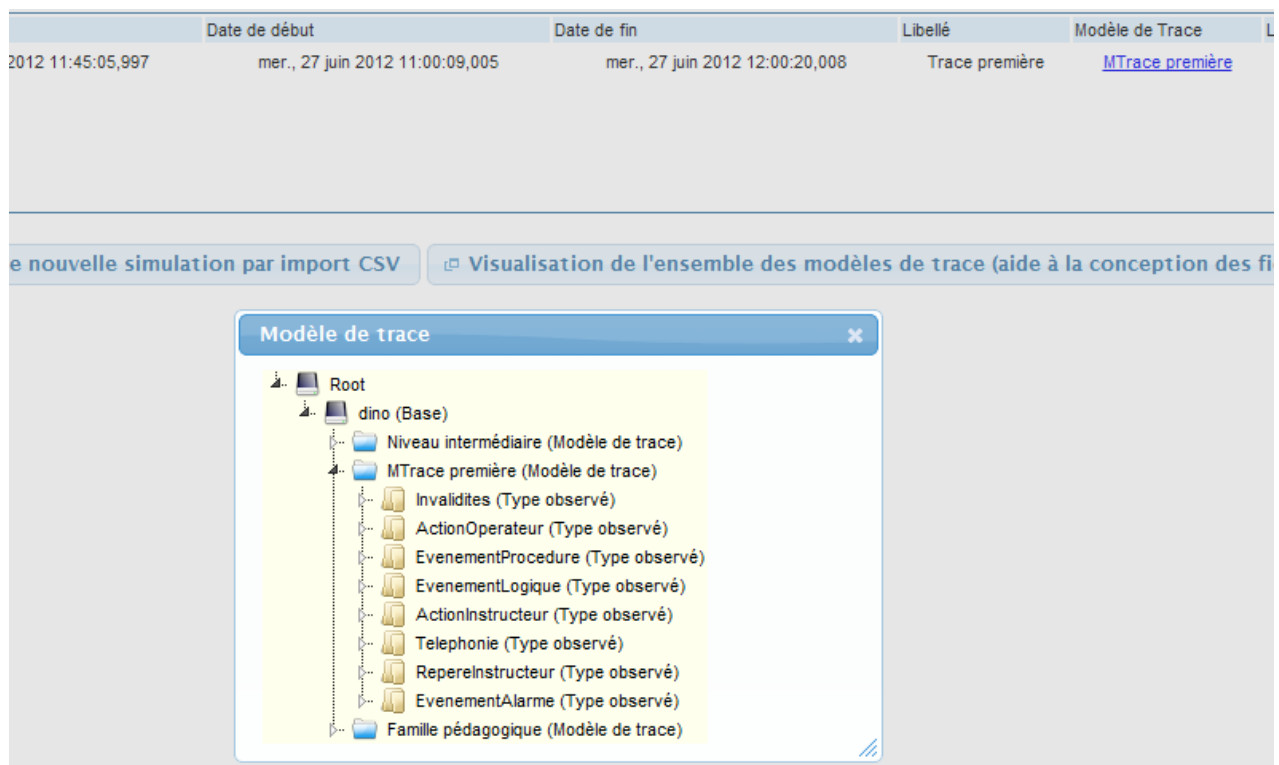 Date de début Date de fin Libellé Modèle de Trace L
2012 11:45:05,997 mer., 27 juin 2012 11:00:09,005 mer., 27 juin 2012 12:00:20,008 Trace première MTrace première
e nouvelle simulation par import CSV Visualisation de l'ensemble des modèles de trace (aide à la conception des fi
Modèle de trace
Root
dino (Base)
Niveau intermédiaire (Modèle de trace)
MTrace première (Modèle de trace)
Invalidites (Type observé)
ActionOperateur (Type observé)
EvenementProcedure (Type observé)
EvenementLogique (Type observé)
ActionInstructeur (Type observé)
Telephonie (Type observé)
RepereInstructeur (Type observé)
EvenementAlarme (Type observé)
Famille pédagogique (Modèle de trace)